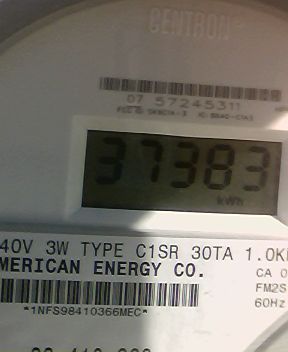 CENTRON
07 57245311
37383
kWh
40V 3W TYPE C1SR 30TA 1.0K
MERICAN ENERGY CO.
CA 0
FM2S
60Hz
*1NFS98410366MEC*